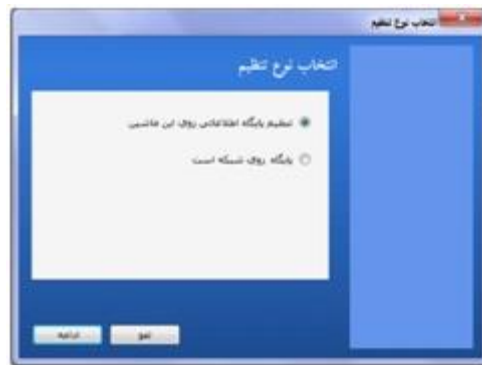 انتخاب نوع تنظیم
انتخاب نوع تنظیم
تنظیم پایگاه اطلاعاتی روی این ماشین
پایگاه روی شبکه است
لغو
ادامه